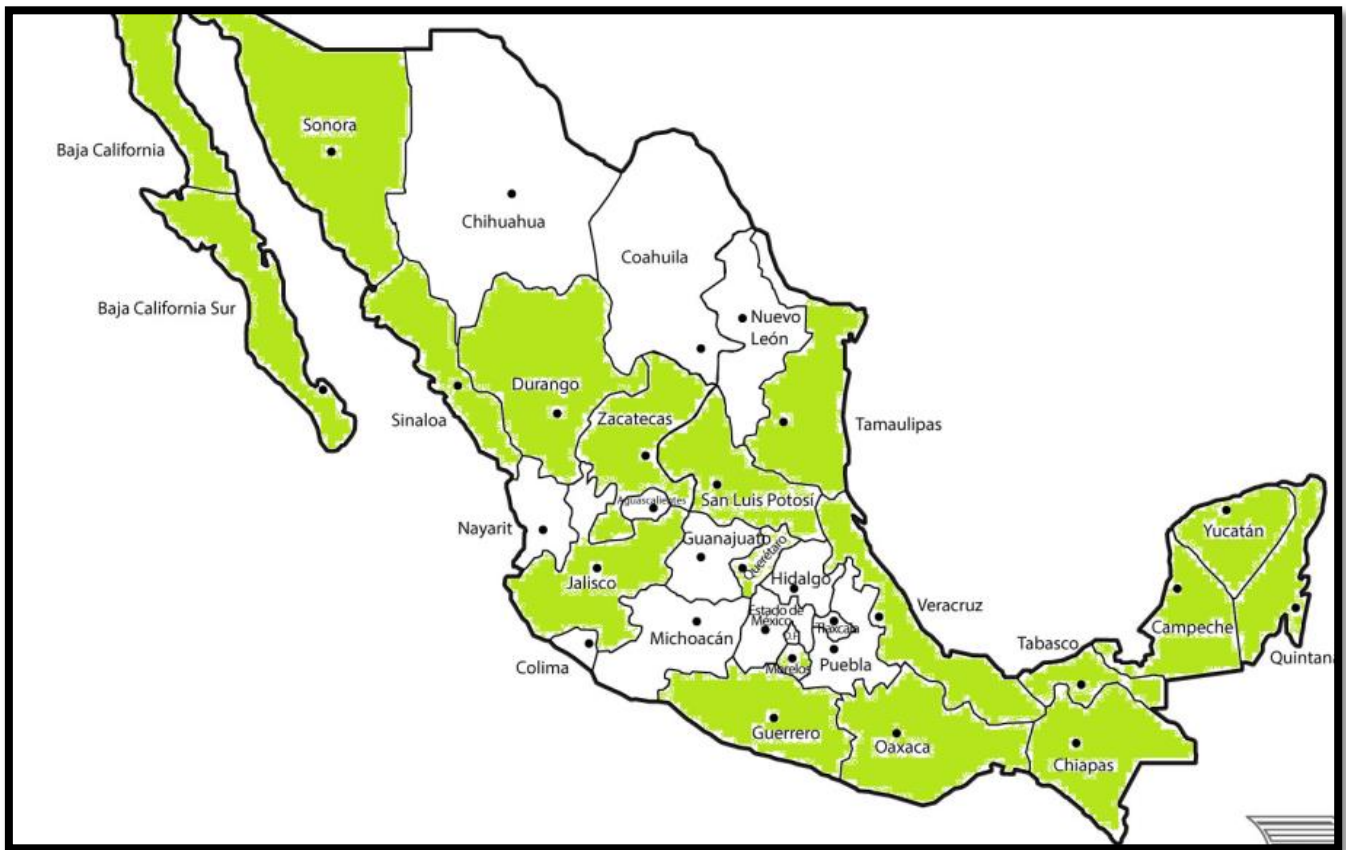 Sonora
Baja California
Chihuahua
Coahuila
Baja California Sur
Nuevo
León
Durango
Zacatecas
Sinaloa
Tamaulipas
Aguascalientes
San Luis Potosí
Nayarit
Guanajuato
Querétaro
Yucatán
Jalisco
Hidalgo
Estado de
México
Veracruz
Campeche
Michoacán
D.F.
Tlaxcala
Tabasco
Colima
Morelos
Puebla
Quintana
Guerrero
Oaxaca
Chiapas